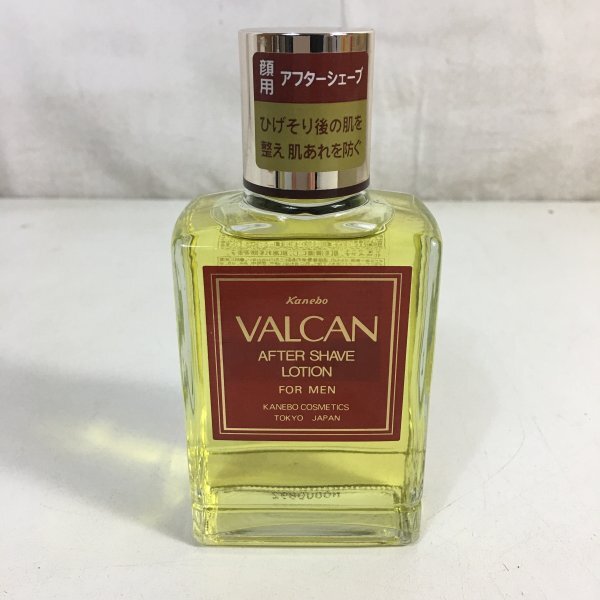 顔用 アフターシェーブ
ひげそり後の肌を
整え 肌あれを防ぐ
Kanebo
VALCAN
AFTER SHAVE
LOTION
FOR MEN
KANEBO COSMETICS
TOKYO JAPAN